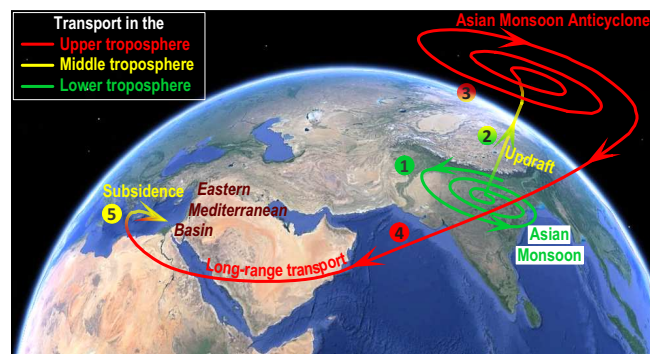 Transport in the
Upper troposphere
Middle troposphere
Lower troposphere
Asian Monsoon Anticyclone
3
2
1
Updraft
Subsidence
5
Eastern
Mediterranean
Basin
4
Asian
Monsoon
Long-range transport